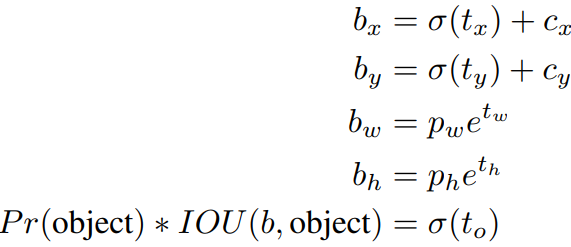 b_x = σ(t_x) + c_x
b_y = σ(t_y) + c_y
b_w = p_w e^{t_w}
b_h = p_h e^{t_h}
Pr(object) ∗ IOU(b, object) = σ(t_o)